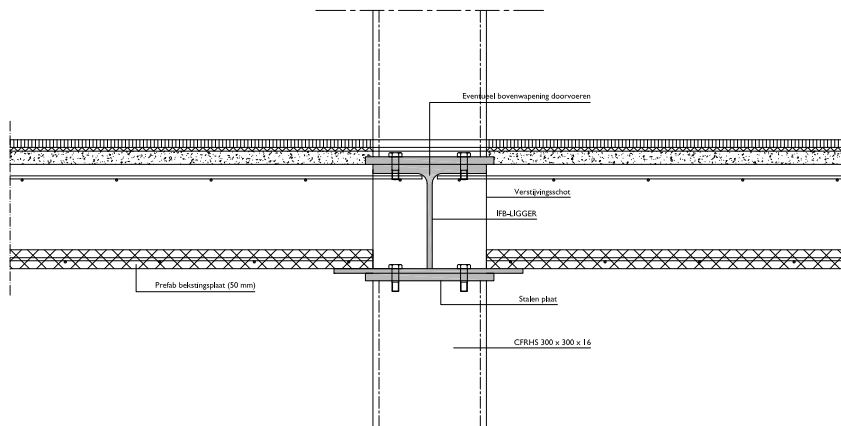 Eventueel bovenwapening doorvoeren
Verstijvingsschot
IFB-LIGGER
Prefab bekistingsplaat (50 mm)
Stalen plaat
CFRHS 300 x 300 x 16